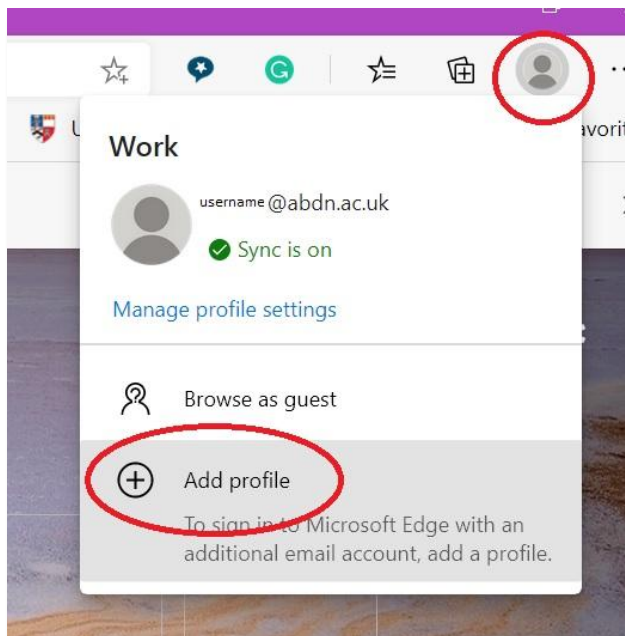 avorit
Work
username@abdn.ac.uk
Sync is on
Manage profile settings
Browse as guest
Add profile
To sign in to Microsoft Edge with an
additional email account, add a profile.